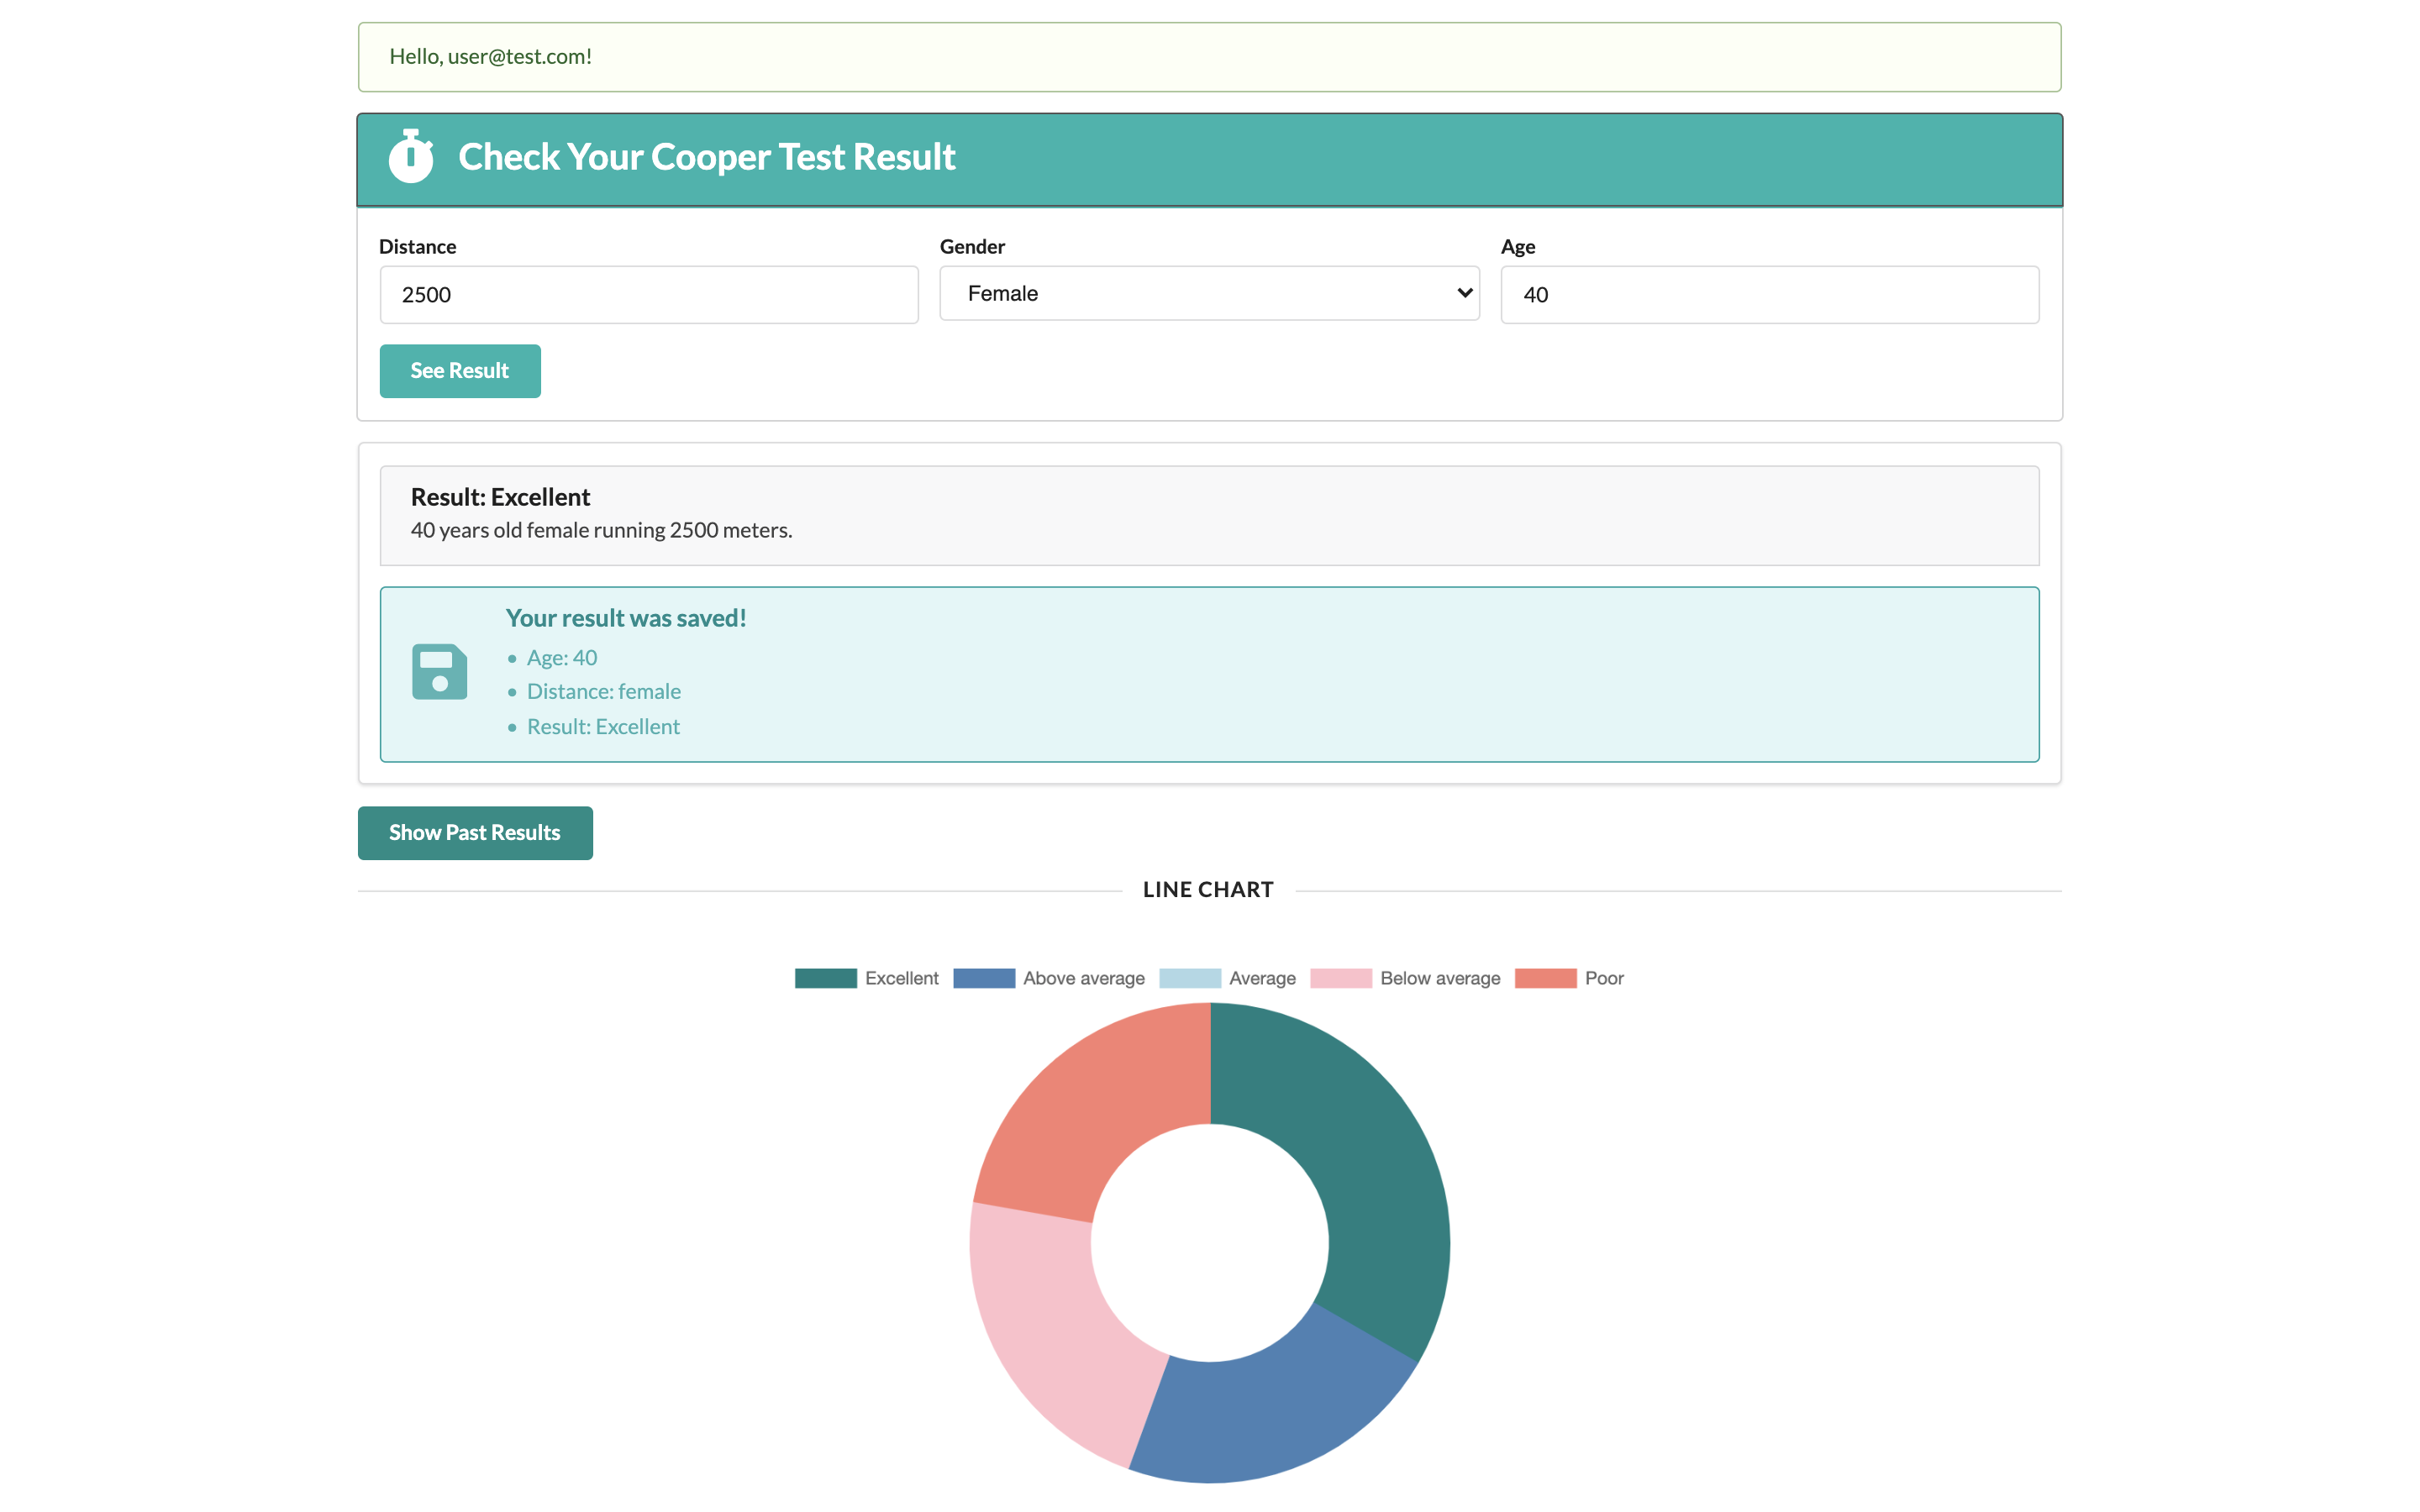 Hello, user@test.com!
Check Your Cooper Test Result
Distance Gender Age
2500 Female 40
See Result
Result: Excellent
40 years old female running 2500 meters.
Your result was saved!
Age: 40
Distance: female
Result: Excellent
Show Past Results
LINE CHART
Excellent Above average Average Below average Poor